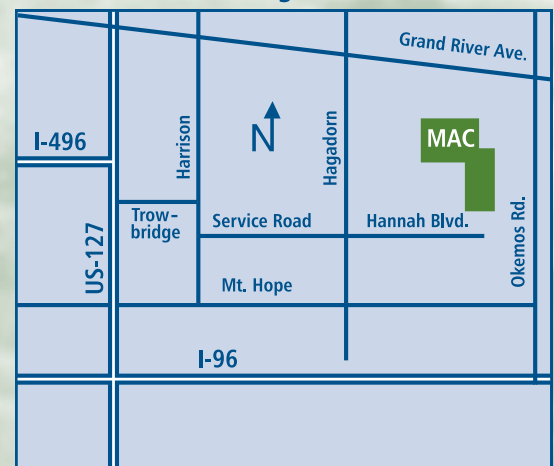 Grand River Ave.
I-496
Harrison
N
Hagadorn
MAC
US-127
Trow-
bridge
Service Road
Hannah Blvd.
Okemos Rd.
Mt. Hope
I-96